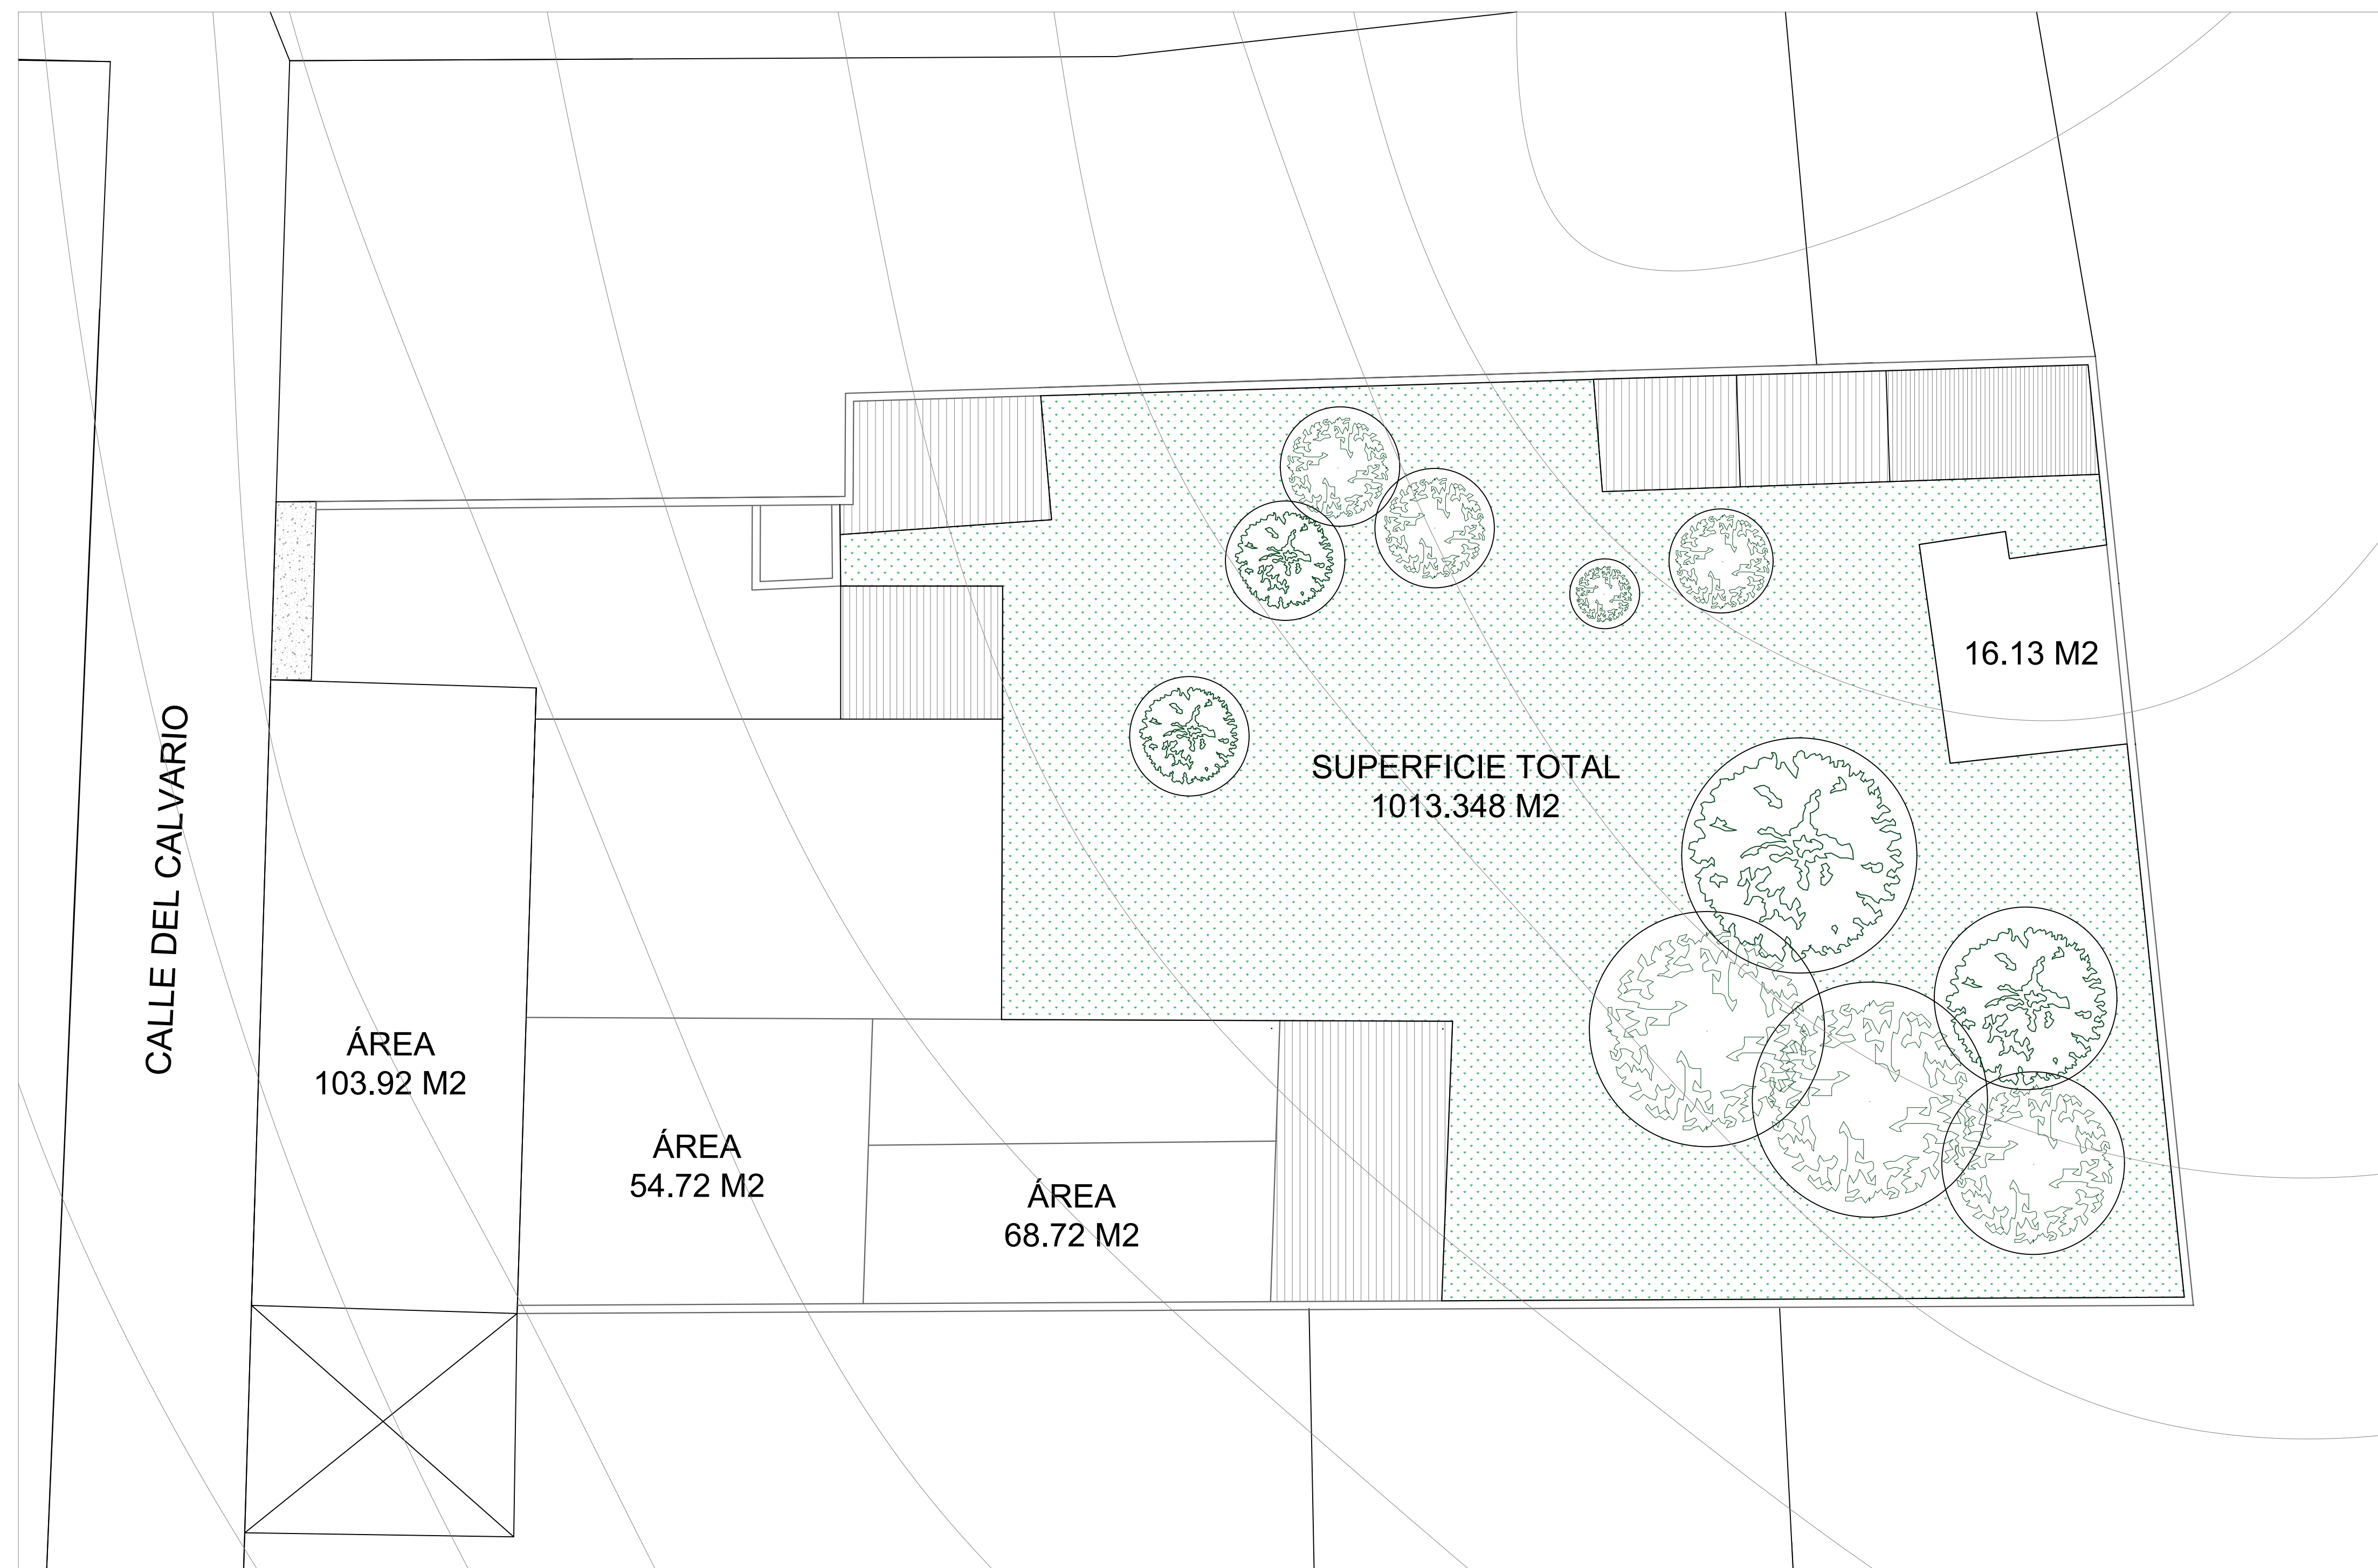 16.13 M2
CALLE DEL CALVARIO
SUPERFICIE TOTAL
1013.348 M2
ÁREA
103.92 M2
ÁREA
54.72 M2
ÁREA
68.72 M2